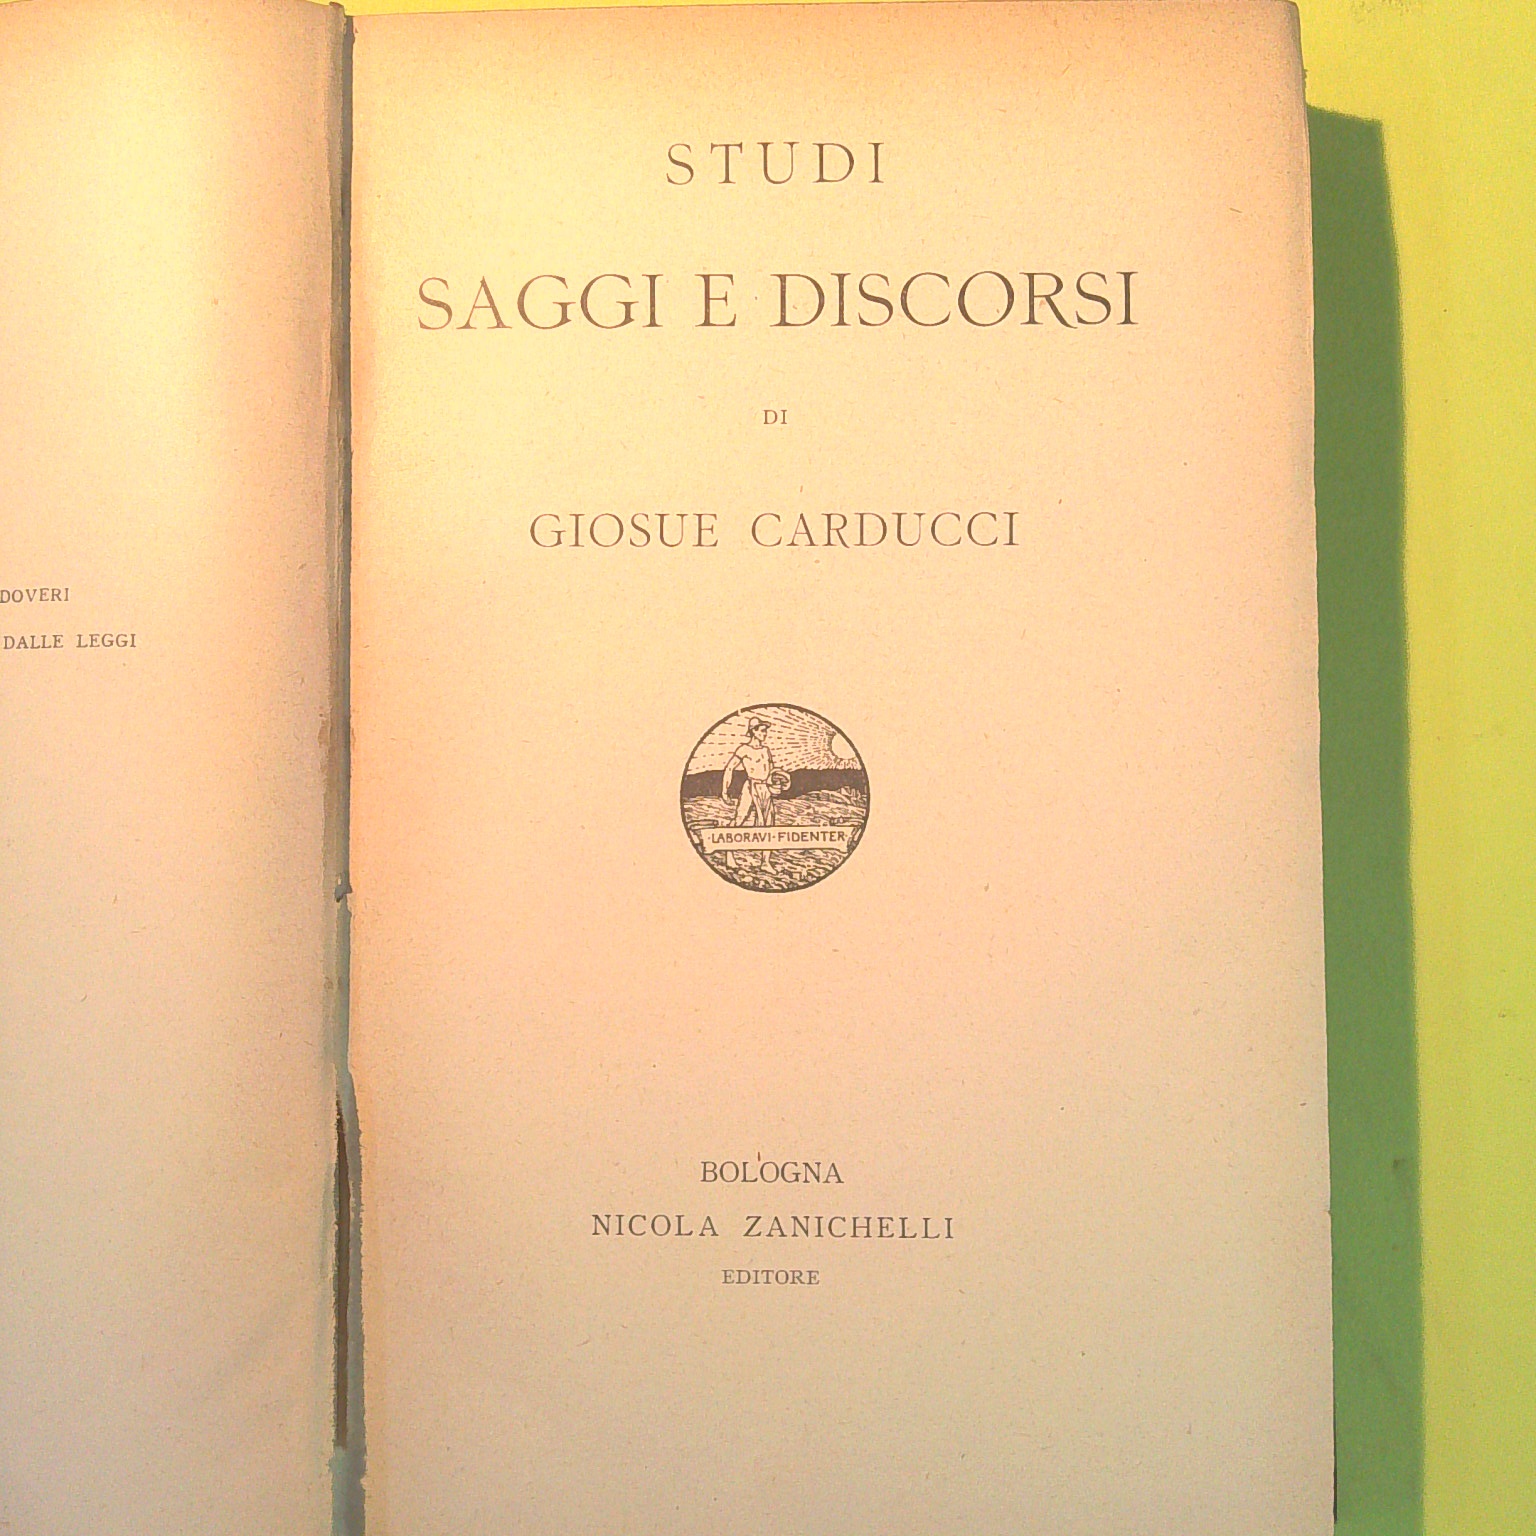 DOVERI
DALLE LEGGI
STUDI
SAGGI E DISCORSI
DI
GIOSUE CARDUCCI
·LABORAVI·FIDENTER·
BOLOGNA
NICOLA ZANICHELLI
EDITORE